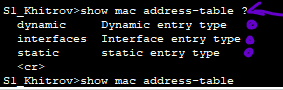 S1_Khitrov>show mac address-table ?
dynamic Dynamic entry type
interfaces Interface entry type
static static entry type
<cr>
S1_Khitrov>show mac address-table